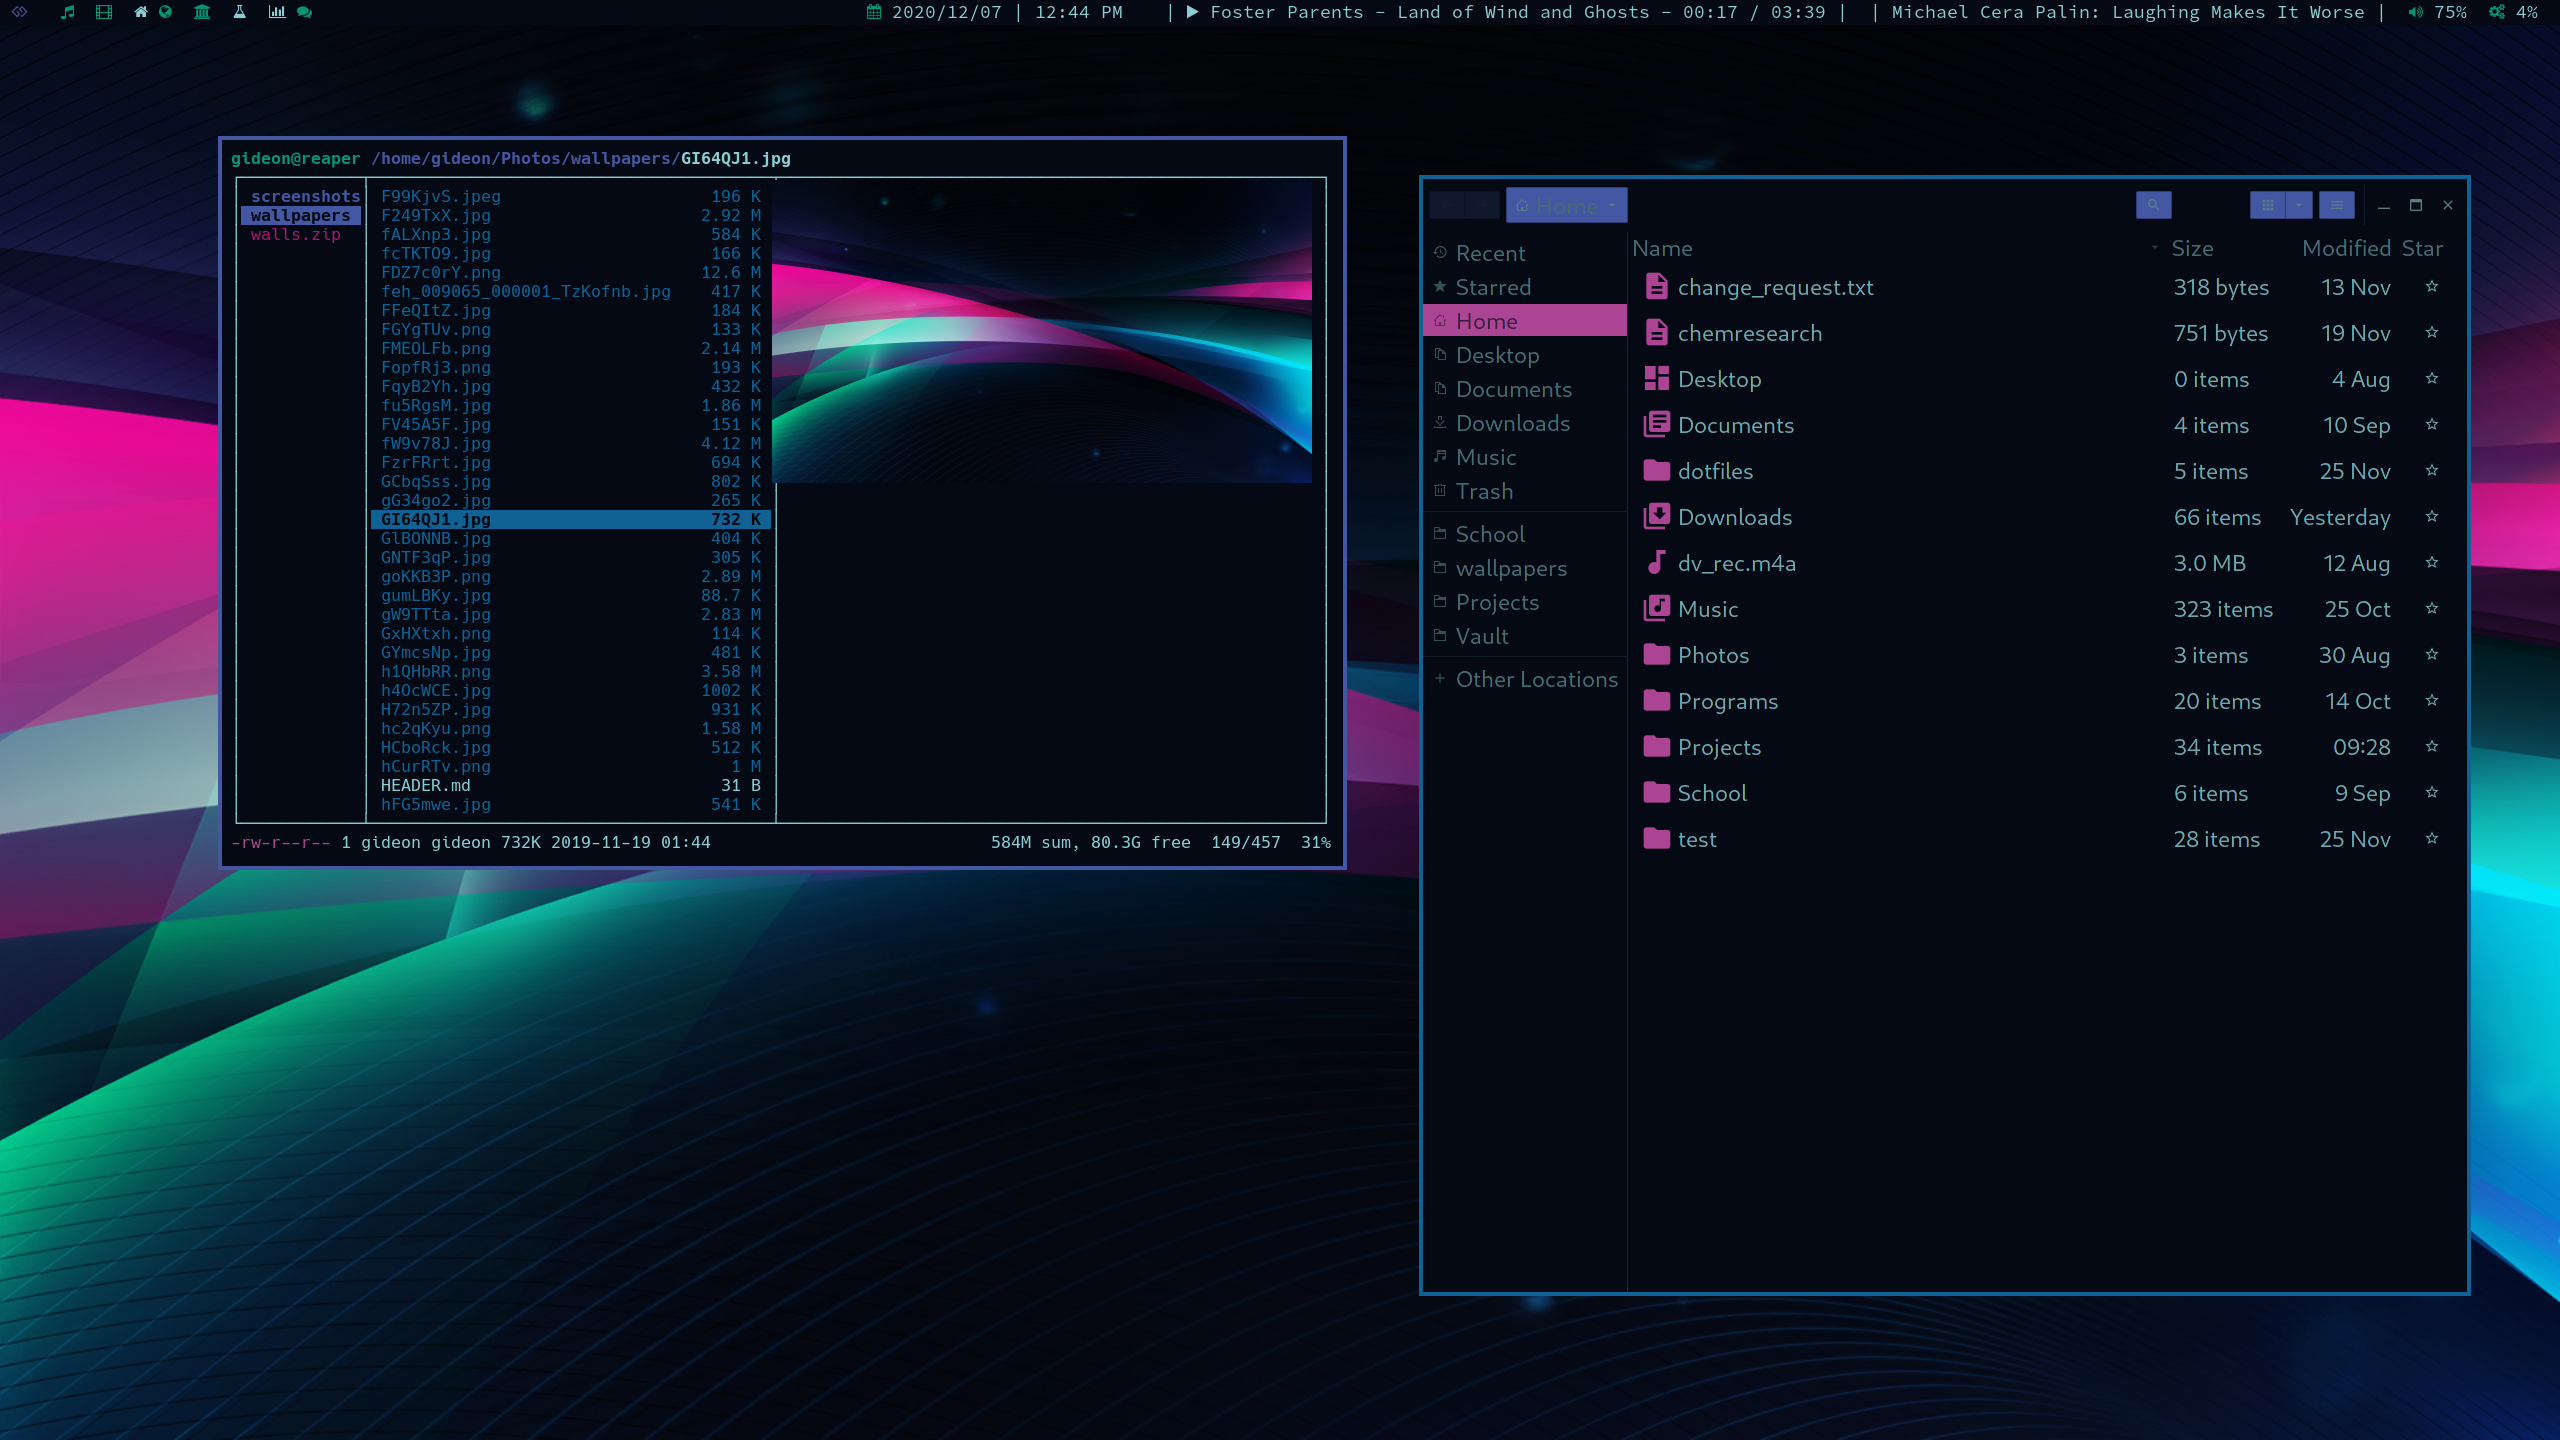 2020/12/07 | 12:44 PM | Foster Parents - Land of Wind and Ghosts - 00:17 / 03:39 | | Michael Cera Palin: Laughing Makes It Worse | 75% 4%
gideon@reaper /home/gideon/Photos/wallpapers/GI64QJ1.jpg
screenshots
wallpapers
walls.zip
F99KjvS.jpeg 196 K
F249TxX.jpg 2.92 M
fALXnp3.jpg 584 K
fcTKTO9.jpg 166 K
FDZ7c0rY.png 12.6 M
feh_009065_000001_TzKofnb.jpg 417 K
FFeQItZ.jpg 184 K
FGYgTUv.png 133 K
FMEOLFb.png 2.14 M
FopfRj3.png 193 K
FqyB2Yh.jpg 432 K
fu5RgsM.jpg 1.86 M
FV45A5F.jpg 151 K
fW9v78J.jpg 4.12 M
FzrFRrt.jpg 694 K
GCbqSss.jpg 802 K
gG34go2.jpg 265 K
GI64QJ1.jpg 732 K
GlBONNB.jpg 404 K
GNTF3qP.jpg 305 K
goKKB3P.png 2.89 M
gumLBKy.jpg 88.7 K
gW9TTta.jpg 2.83 M
GxHXtxh.png 114 K
GYmcsNp.jpg 481 K
h1QHbRR.png 3.58 M
h4OcWCE.jpg 1002 K
H72n5ZP.jpg 931 K
hc2qKyu.png 1.58 M
HCboRck.jpg 512 K
hCurRTv.png 1 M
HEADER.md 31 B
hFG5mwe.jpg 541 K
-rw-r--r-- 1 gideon gideon 732K 2019-11-19 01:44 584M sum, 80.3G free 149/457 31%
Home
Recent
Starred
Home
Desktop
Documents
Downloads
Music
Trash
School
wallpapers
Projects
Vault
Other Locations
Name Size Modified Star
change_request.txt 318 bytes 13 Nov
chemresearch 751 bytes 19 Nov
Desktop 0 items 4 Aug
Documents 4 items 10 Sep
dotfiles 5 items 25 Nov
Downloads 66 items Yesterday
dv_rec.m4a 3.0 MB 12 Aug
Music 323 items 25 Oct
Photos 3 items 30 Aug
Programs 20 items 14 Oct
Projects 34 items 09:28
School 6 items 9 Sep
test 28 items 25 Nov